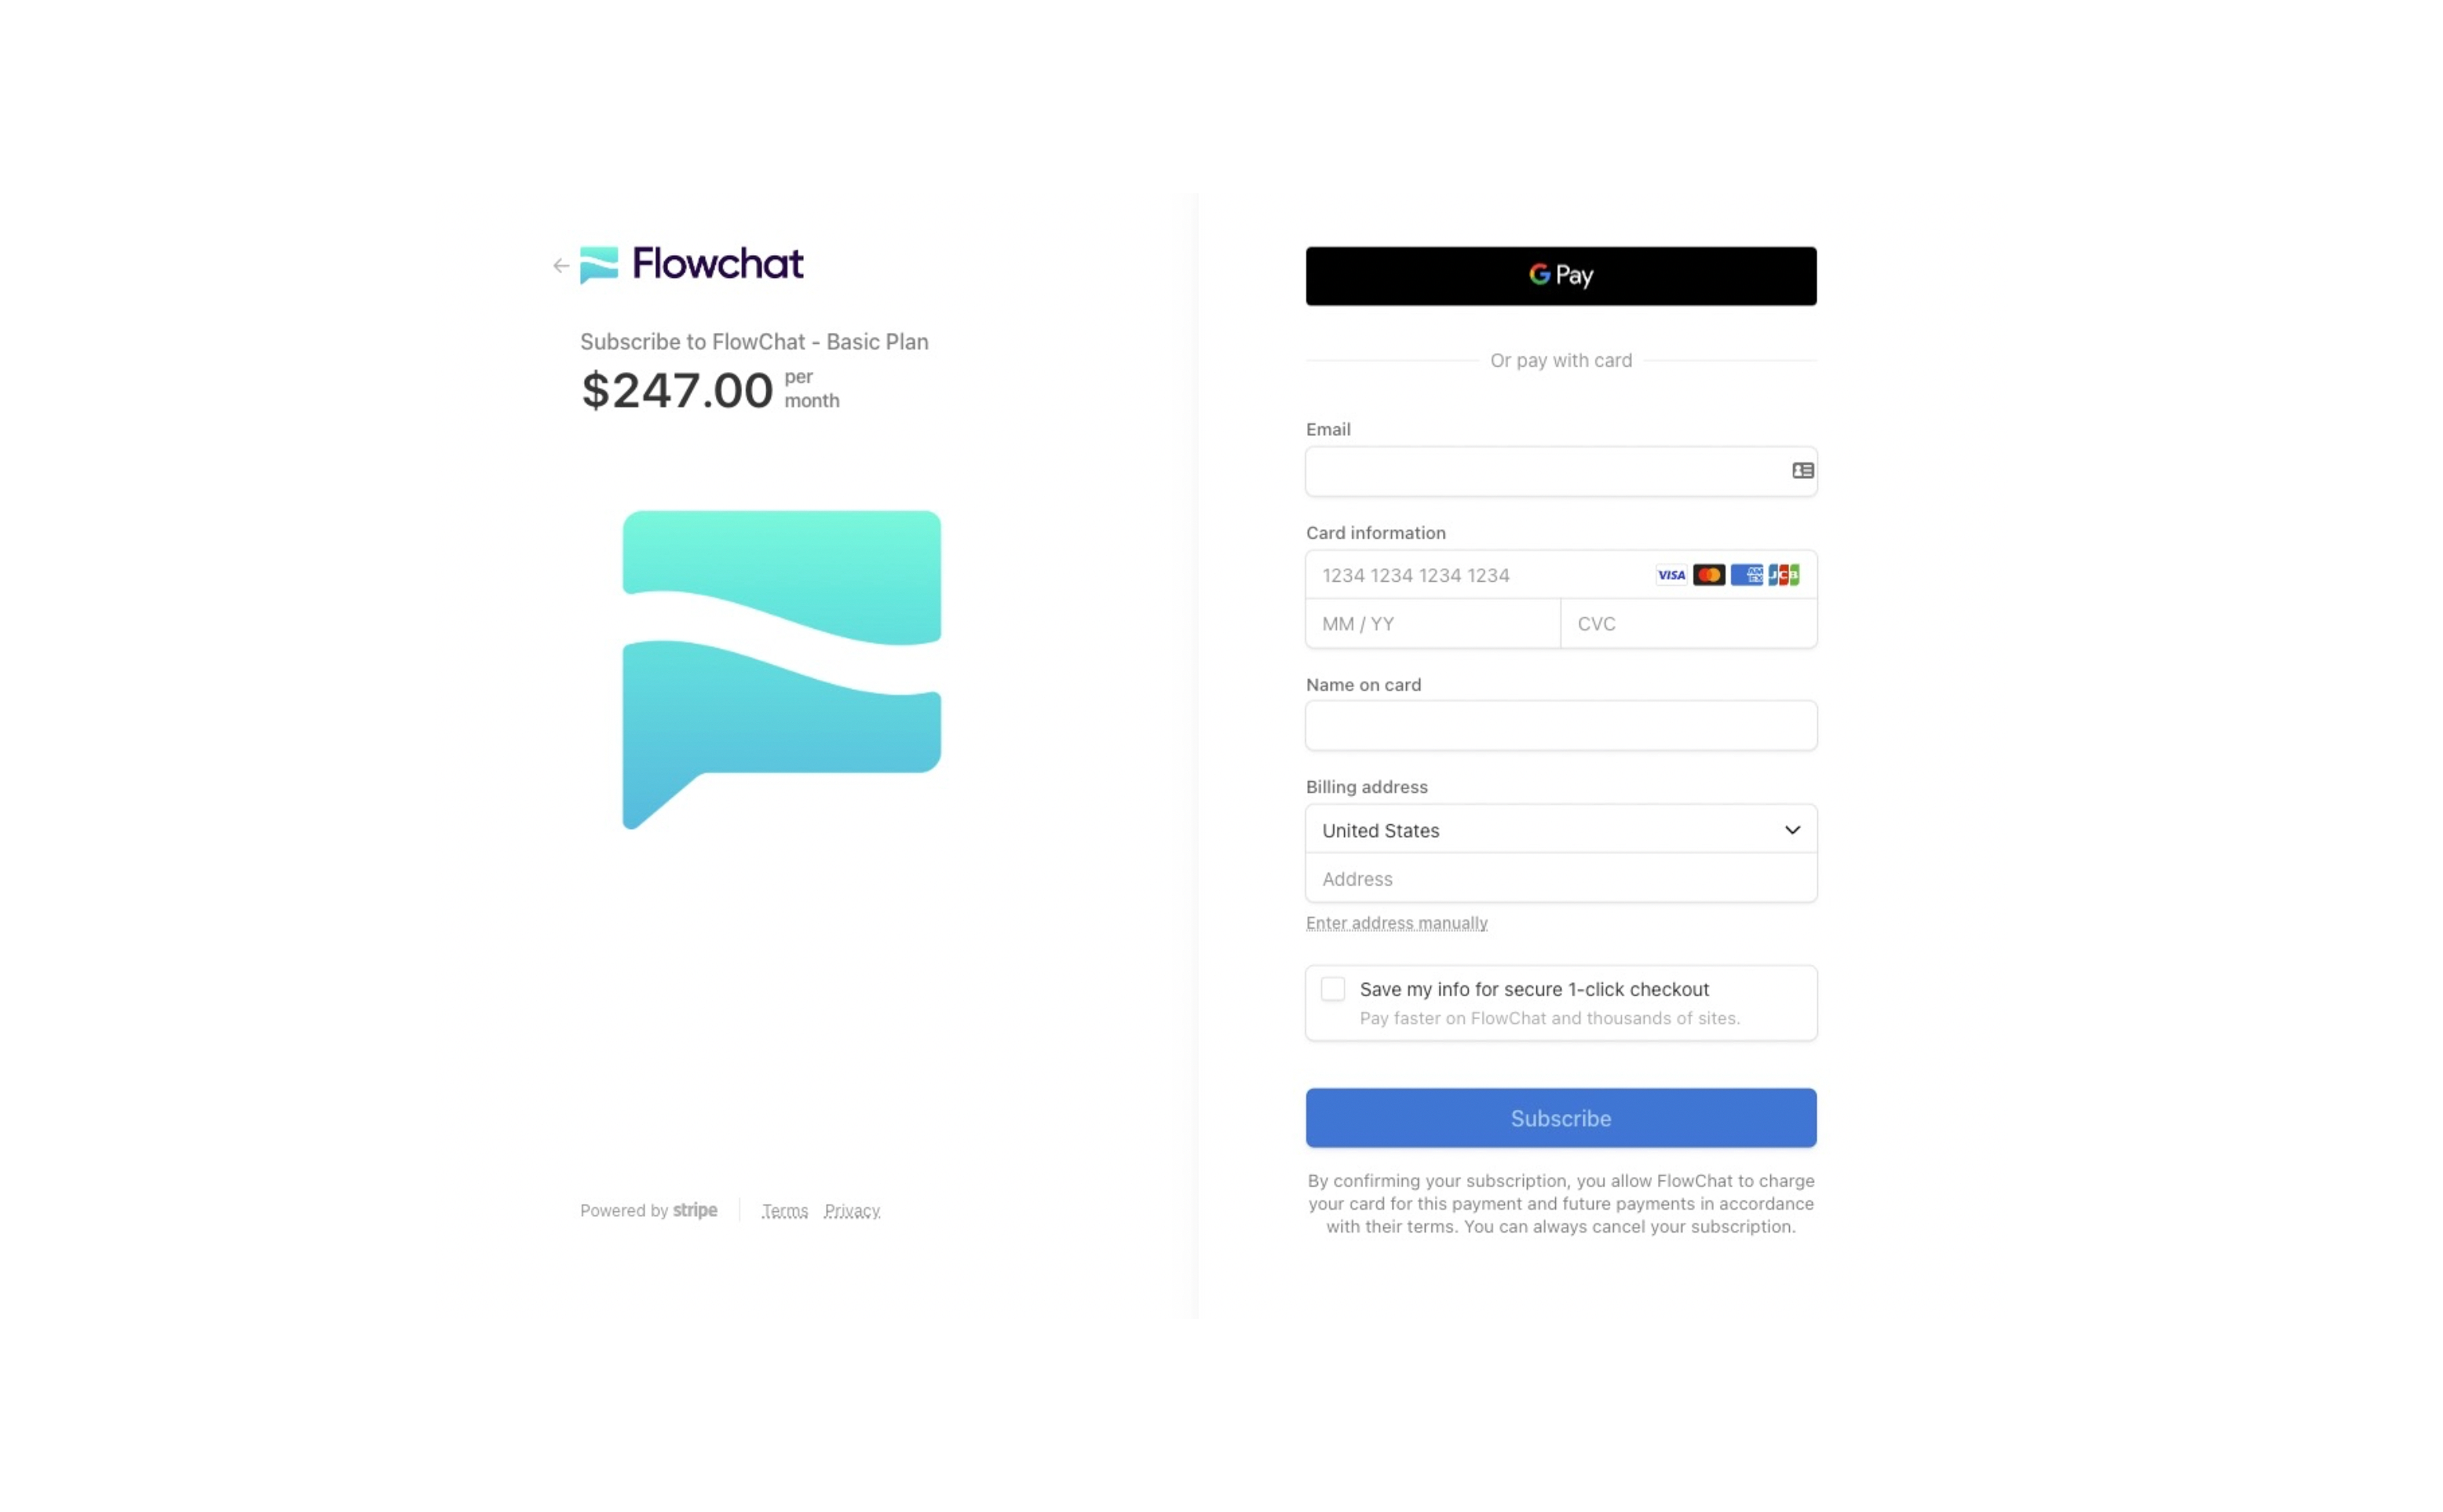 Flowchat
Subscribe to FlowChat - Basic Plan
$247.00 per
month
Powered by stripe
Terms Privacy
G Pay
Or pay with card
Email
Card information
1234 1234 1234 1234 VISA AMEX JCB
MM / YY CVC
Name on card
Billing address
United States
Address
Enter address manually
Save my info for secure 1-click checkout
Pay faster on FlowChat and thousands of sites.
Subscribe
By confirming your subscription, you allow FlowChat to charge
your card for this payment and future payments in accordance
with their terms. You can always cancel your subscription.